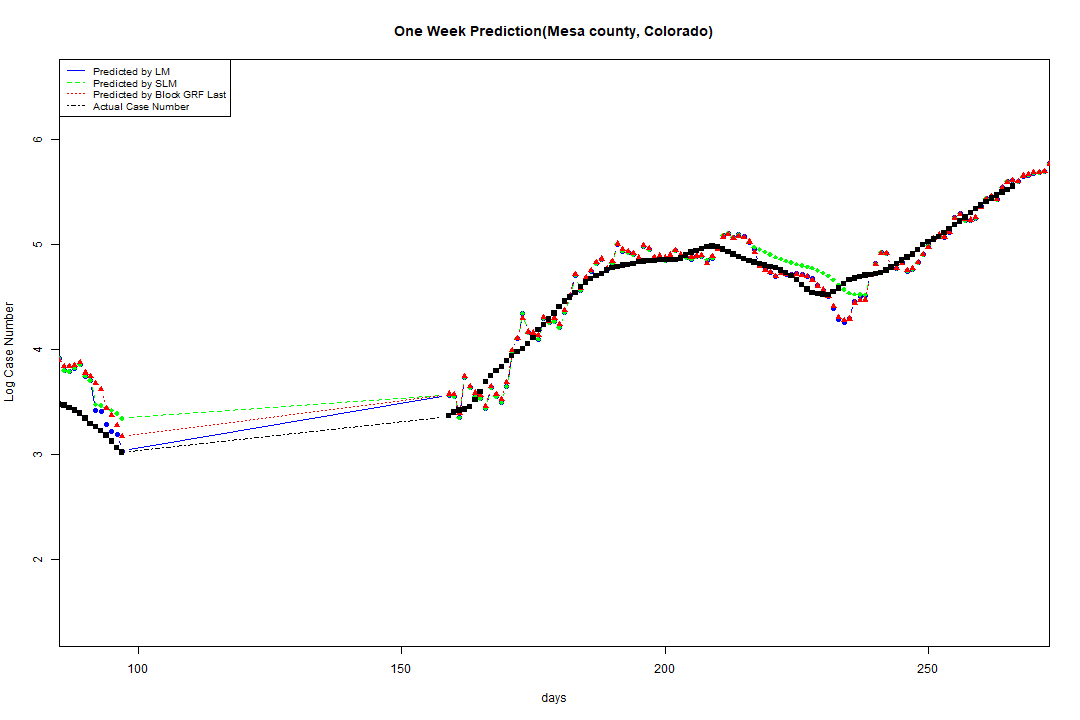 One Week Prediction(Mesa county, Colorado)
Predicted by LM
Predicted by SLM
Predicted by Block GRF Last
Actual Case Number
Log Case Number
6
5
4
3
2
100 150 200 250
days